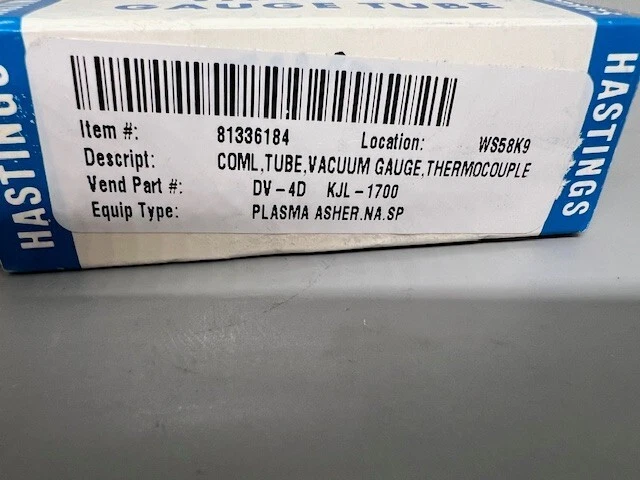 GAUGE TUBE
HASTINGS
Item #: 81336184 Location: WS58K9
Descript: COML,TUBE,VACUUM GAUGE,THERMOCOUPLE
Vend Part #: DV-4D KJL-1700
Equip Type: PLASMA ASHER.NA.SP
HASTINGS